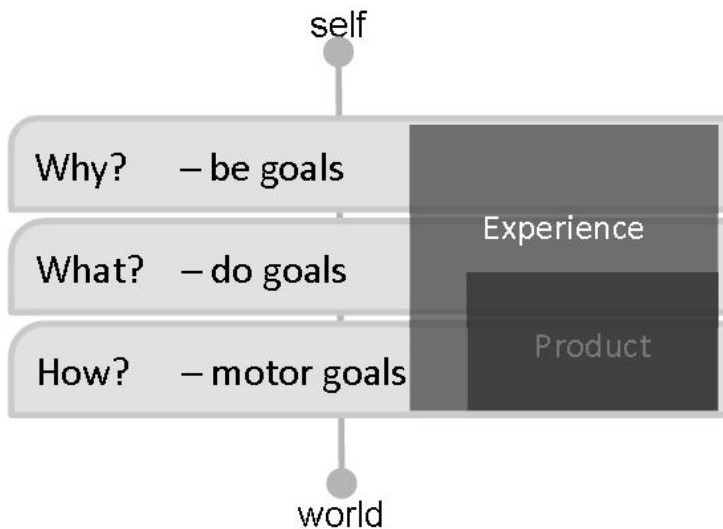 self
Why? – be goals
Experience
What? – do goals
Product
How? – motor goals
world